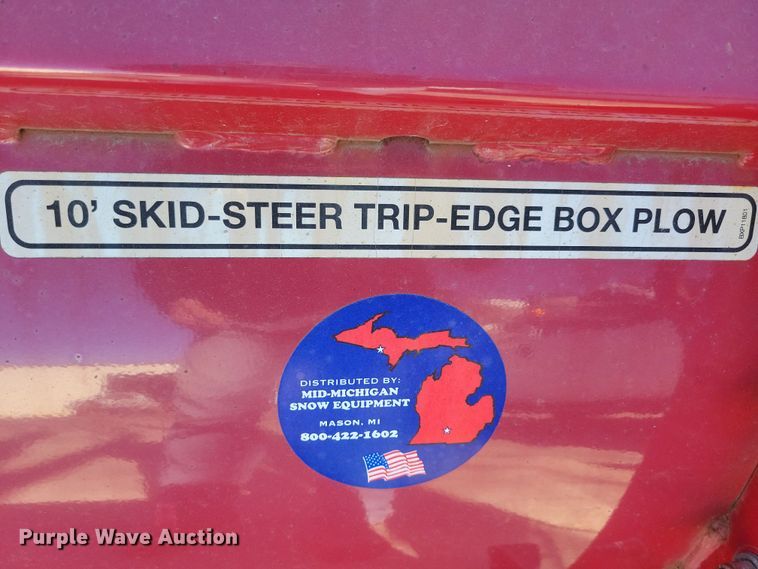 10' SKID-STEER TRIP-EDGE BOX PLOW
BXP11801
DISTRIBUTED BY:
MID-MICHIGAN
SNOW EQUIPMENT
MASON, MI
800-422-1602
Purple Wave Auction